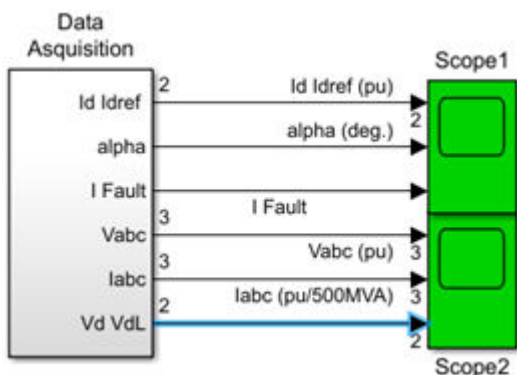 Data
Asquisition
Scope1
2
Id Idref
Id Idref (pu)
2
alpha
alpha (deg.)
I Fault
I Fault
3
Vabc
Vabc (pu)
3
3
Iabc
Iabc (pu/500MVA)
3
2
Vd VdL
2
Scope2